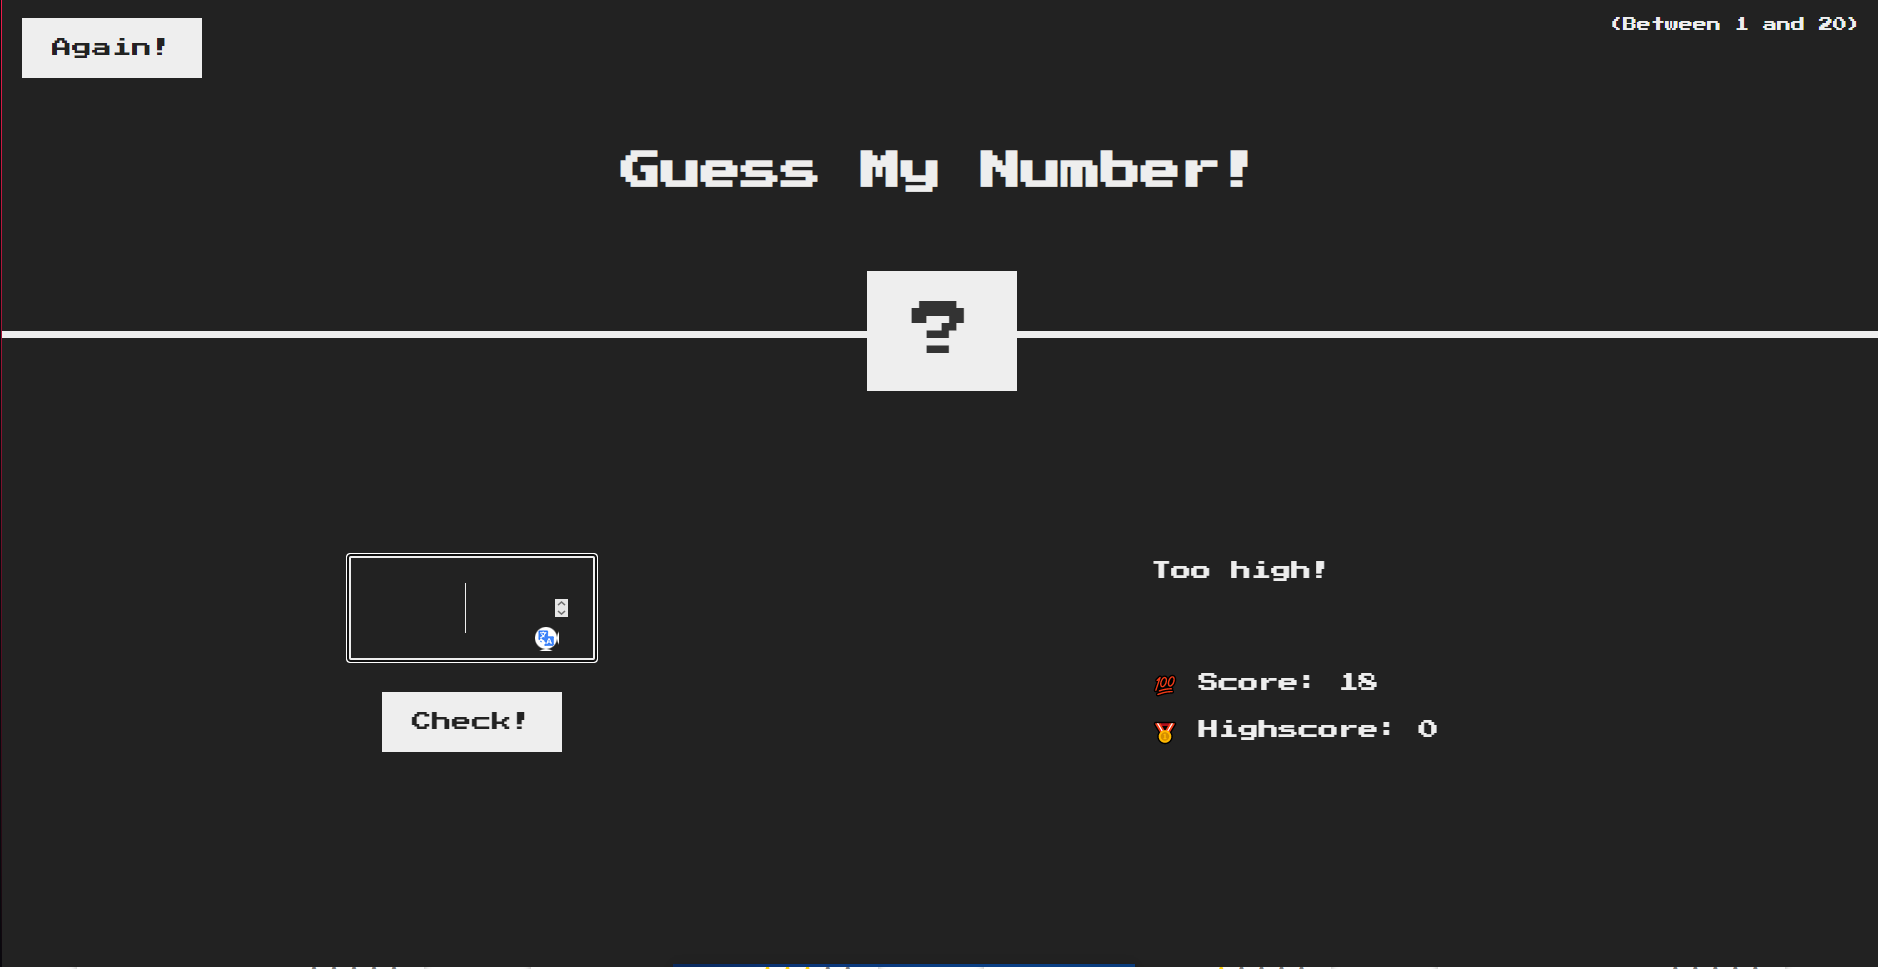 Again!
(Between 1 and 20)
Guess My Number!
?
Too high!
💯 Score: 18
🥇 Highscore: 0
Check!